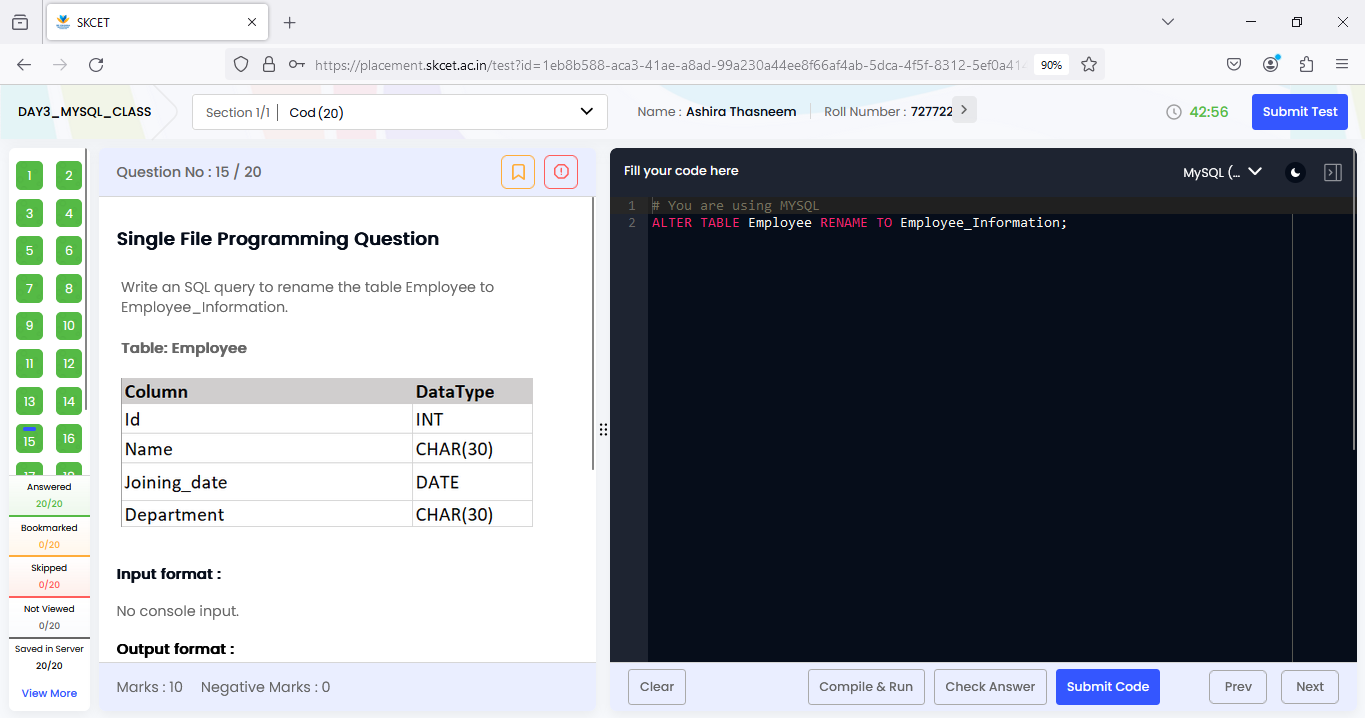 SKCET
https://placement.skcet.ac.in/test?id=1eb8b588-aca3-41ae-a8ad-99a230a44ee8f66af4ab-5dca-4f5f-8312-5ef0a414
90%
DAY3_MYSQL_CLASS
Section 1/1
Cod (20)
Name : Ashira Thasneem
Roll Number : 727722
42:56
Submit Test
1
2
3
4
5
6
7
8
9
10
11
12
13
14
15
16
Answered
20/20
Bookmarked
0/20
Skipped
0/20
Not Viewed
0/20
Saved in Server
20/20
View More
Question No : 15 / 20
Single File Programming Question
Write an SQL query to rename the table Employee to
Employee_Information.
Table: Employee
Column DataType
Id INT
Name CHAR(30)
Joining_date DATE
Department CHAR(30)
Input format :
No console input.
Output format :
Marks : 10 Negative Marks : 0
Fill your code here
MySQL (...
1 # You are using MYSQL
2 ALTER TABLE Employee RENAME TO Employee_Information;
Clear
Compile & Run
Check Answer
Submit Code
Prev
Next